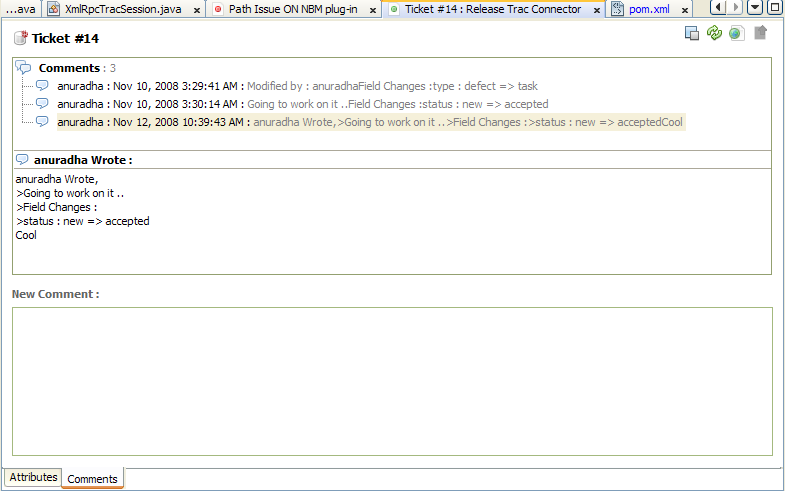 ...ava XmlRpcTracSession.java Path Issue ON NBM plug-in Ticket #14 : Release Trac Connector pom.xml
Ticket #14
Comments : 3
anuradha : Nov 10, 2008 3:29:41 AM : Modified by : anuradhaField Changes :type : defect => task
anuradha : Nov 10, 2008 3:30:14 AM : Going to work on it ..Field Changes :status : new => accepted
anuradha : Nov 12, 2008 10:39:43 AM : anuradha Wrote,>Going to work on it ..>Field Changes :>status : new => acceptedCool
anuradha Wrote :
anuradha Wrote,
>Going to work on it ..
>Field Changes :
>status : new => accepted
Cool
New Comment :
Attributes Comments